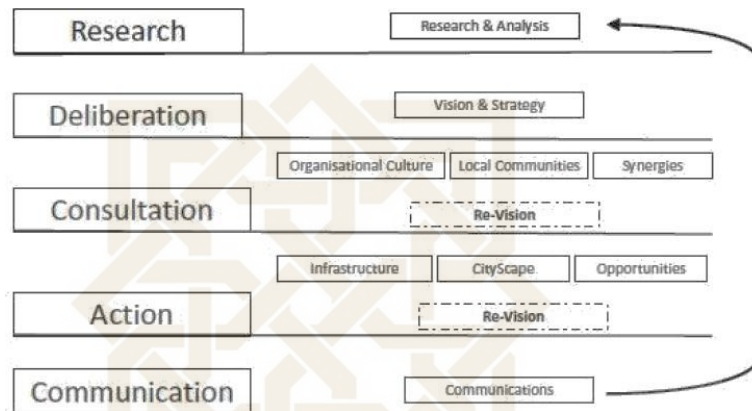 Research
Research & Analysis
Deliberation
Vision & Strategy
Organisational Culture
Local Communities
Synergies
Consultation
Re-Vision
Infrastructure
CityScape
Opportunities
Action
Re-Vision
Communication
Communications